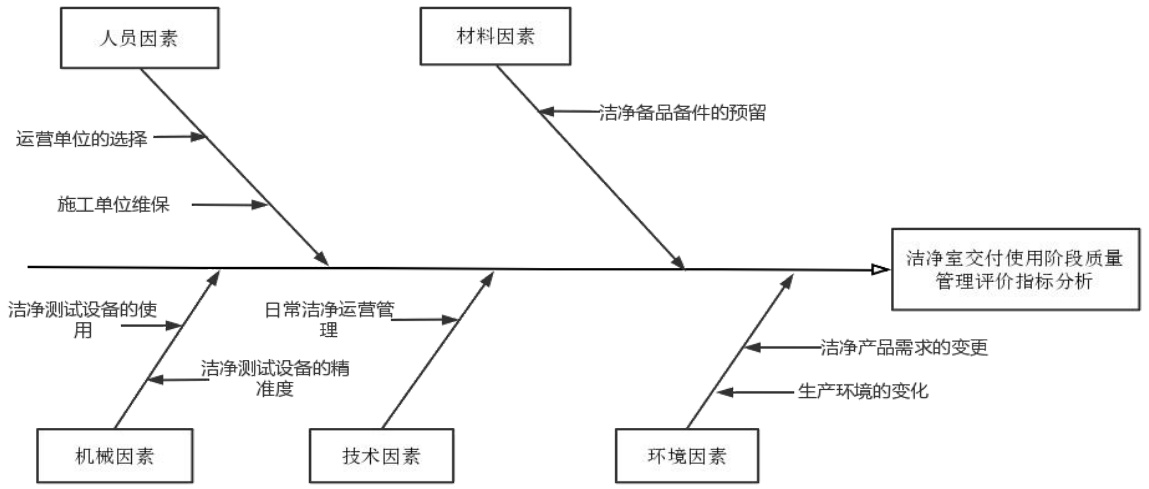 人员因素
材料因素
洁净备品备件的预留
运营单位的选择
施工单位维保
洁净室交付使用阶段质量
管理评价指标分析
洁净测试设备的使
用
日常洁净运营管
理
洁净产品需求的变更
洁净测试设备的精
准度
生产环境的变化
机械因素
技术因素
环境因素